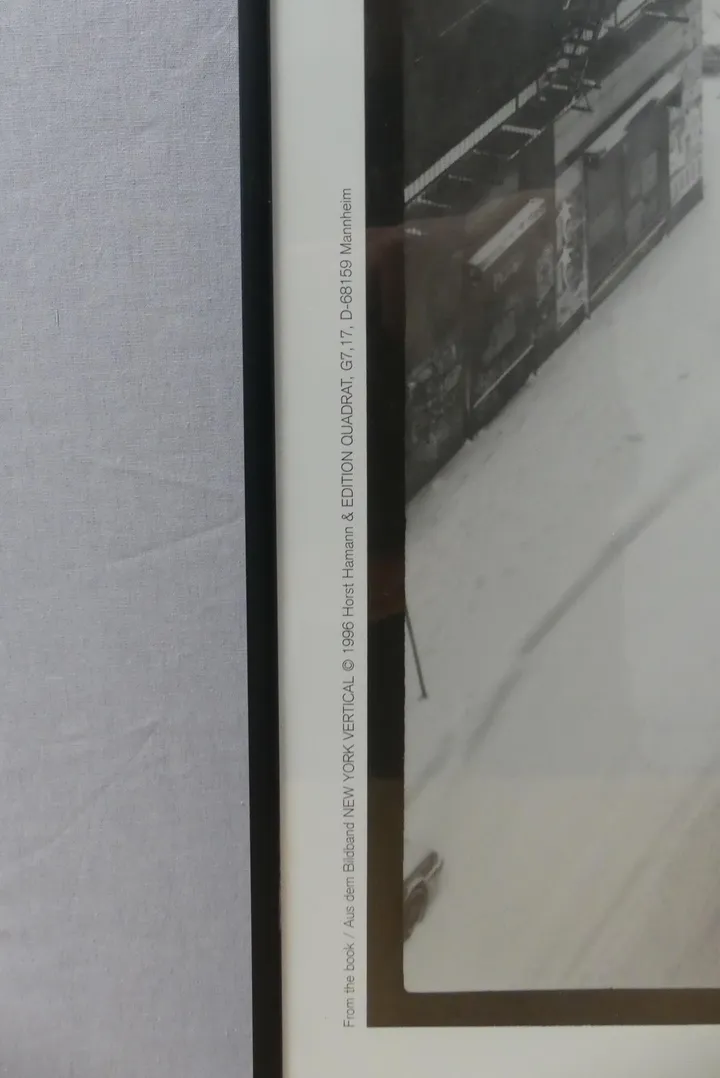 From the book / Aus dem Bildband NEW YORK VERTICAL © 1996 Horst Hamann & EDITION QUADRAT, G7,17, D-68159 Mannheim